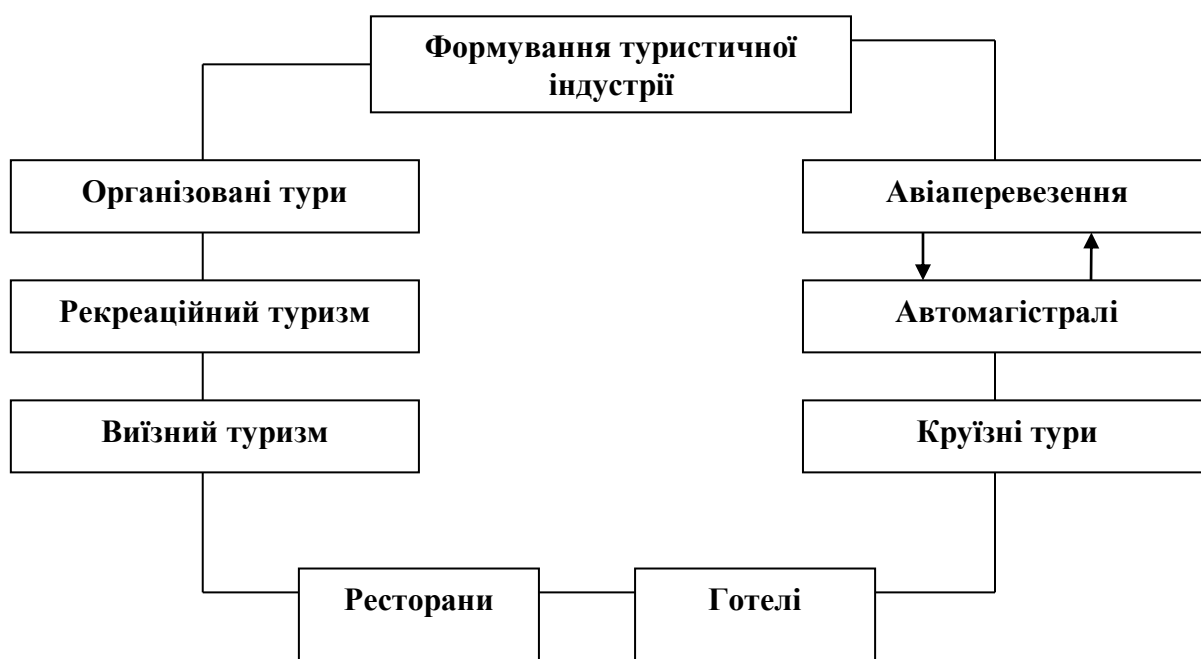 Формування туристичної
індустрії
Організовані тури
Авіаперевезення
Рекреаційний туризм
Автомагістралі
Виїзний туризм
Круїзні тури
Ресторани
Готелі